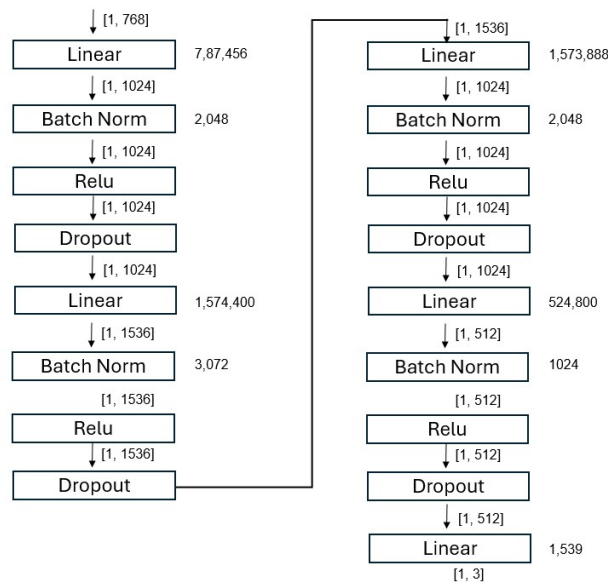 [1, 768]
Linear 7,87,456
[1, 1024]
Batch Norm 2,048
[1, 1024]
Relu
[1, 1024]
Dropout
[1, 1024]
Linear 1,574,400
[1, 1536]
Batch Norm 3,072
[1, 1536]
Relu
[1, 1536]
Dropout
[1, 1536]
Linear 1,573,888
[1, 1024]
Batch Norm 2,048
[1, 1024]
Relu
[1, 1024]
Dropout
[1, 1024]
Linear 524,800
[1, 512]
Batch Norm 1024
[1, 512]
Relu
[1, 512]
Dropout
[1, 512]
Linear 1,539
[1, 3]